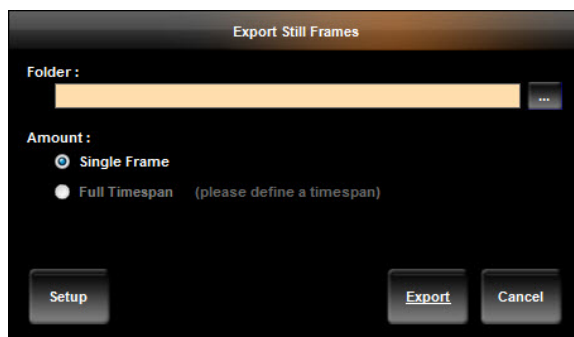 Export Still Frames
Folder :
...
Amount :
Single Frame
Full Timespan (please define a timespan)
Setup Export Cancel